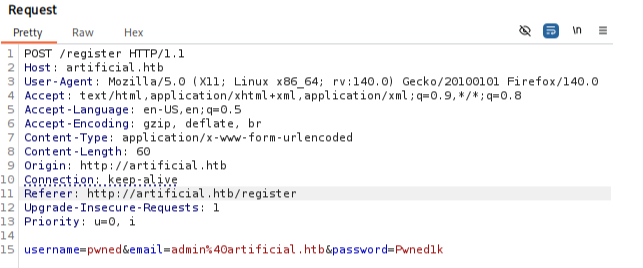 Request
Pretty Raw Hex
\n
1 POST /register HTTP/1.1
2 Host: artificial.htb
3 User-Agent: Mozilla/5.0 (X11; Linux x86_64; rv:140.0) Gecko/20100101 Firefox/140.0
4 Accept: text/html,application/xhtml+xml,application/xml;q=0.9,*/*;q=0.8
5 Accept-Language: en-US,en;q=0.5
6 Accept-Encoding: gzip, deflate, br
7 Content-Type: application/x-www-form-urlencoded
8 Content-Length: 60
9 Origin: http://artificial.htb
10 Connection: keep-alive
11 Referer: http://artificial.htb/register
12 Upgrade-Insecure-Requests: 1
13 Priority: u=0, i
14
15 username=pwned&email=admin%40artificial.htb&password=Pwned1k